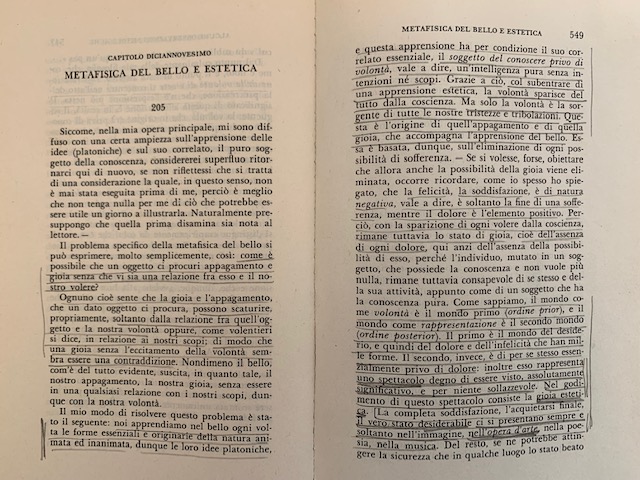 CAPITOLO DICIANNOVESIMO
METAFISICA DEL BELLO E ESTETICA
205
Siccome, nella mia opera principale, mi sono dif-
fuso con una certa ampiezza sull'apprensione delle
idee (platoniche) e sul suo correlato, il puro sog-
getto della conoscenza, considererei superfluo ritor-
narci qui di nuovo, se non riflettessi che si tratta
di una considerazione la quale, in questo senso, non
è mai stata eseguita prima di me, perciò è meglio
che non tenga nulla per me di ciò che potrebbe es-
sere utile un giorno a illustrarla. Naturalmente pre-
suppongo che quella prima disamina sia nota al
lettore. —
Il problema specifico della metafisica del bello si
può esprimere, molto semplicemente, così: come è
possibile che un oggetto ci procuri appagamento e
gioia senza che vi sia una relazione fra esso e il no-
stro volere?
Ognuno cioè sente che la gioia e l'appagamento,
che un dato oggetto ci procura, possono scaturire,
propriamente, soltanto dalla relazione fra quell'og-
getto e la nostra volontà oppure, come volentieri
si dice, in relazione ai nostri scopi; di modo che
una gioia senza l'eccitamento della volontà sem-
bra essere una contraddizione. Nondimeno il bello,
com'è del tutto evidente, suscita, in quanto tale, il
nostro appagamento, la nostra gioia, senza essere
in una qualsiasi relazione con i nostri scopi, dun-
que con la nostra volontà.
Il mio modo di risolvere questo problema è sta-
to il seguente: noi apprendiamo nel bello ogni vol-
ta le forme essenziali e originarie della natura ani-
mata ed inanimata, dunque le loro idee platoniche,
METAFISICA DEL BELLO E ESTETICA 549
e questa apprensione ha per condizione il suo cor-
relato essenziale, il soggetto del conoscere privo di
volontà, vale a dire, un'intelligenza pura senza in-
tenzioni né scopi. Grazie a ciò, col subentrare di
una apprensione estetica, la volontà sparisce del
tutto dalla coscienza. Ma solo la volontà è la sor-
gente di tutte le nostre tristezze e tribolazioni. Que-
sta è l'origine di quell'appagamento e di quella
gioia, che accompagna l'apprensione del bello. Es-
sa è basata, dunque, sull'eliminazione di ogni pos-
sibilità di sofferenza. — Se si volesse, forse, obiettare
che allora anche la possibilità della gioia viene eli-
minata, occorre ricordare, come io spesso ho spie-
gato, che la felicità, la soddisfazione, è di natura
negativa, vale a dire, è soltanto la fine di una soffe-
renza, mentre il dolore è l'elemento positivo. Per-
ciò, con la sparizione di ogni volere dalla coscienza,
rimane tuttavia lo stato di gioia, cioè dell'assenza
di ogni dolore, qui anzi dell'assenza della possibili-
tà di esso, perché l'individuo, mutato in un sog-
getto, che possiede la conoscenza e non vuole più
nulla, rimane tuttavia consapevole di se stesso e del-
la sua attività, appunto come di un soggetto che ha
la conoscenza pura. Come sappiamo, il mondo co-
me volontà è il mondo primo (ordine prior), e il
mondo come rappresentazione è il secondo mondo
(ordine posterior). Il primo è il mondo del deside-
rio, e quindi del dolore e dell'infelicità che han mil-
le forme. Il secondo, invece, è di per se stesso essen-
zialmente privo di dolore: inoltre esso rappresenta
uno spettacolo degno di essere visto, assolutamente
significativo, e per niente sollazzevole. Nel godi-
mento di questo spettacolo consiste la gioia esteti-
ca. La completa soddisfazione, l'acquietarsi finale,
il vero stato desiderabile ci si presentano sempre e
soltanto nell'immagine, nell'opera d'arte, nella poe-
sia, nella musica. Del resto, se ne potrebbe attin-
gere la sicurezza che in qualche luogo lo stato beato